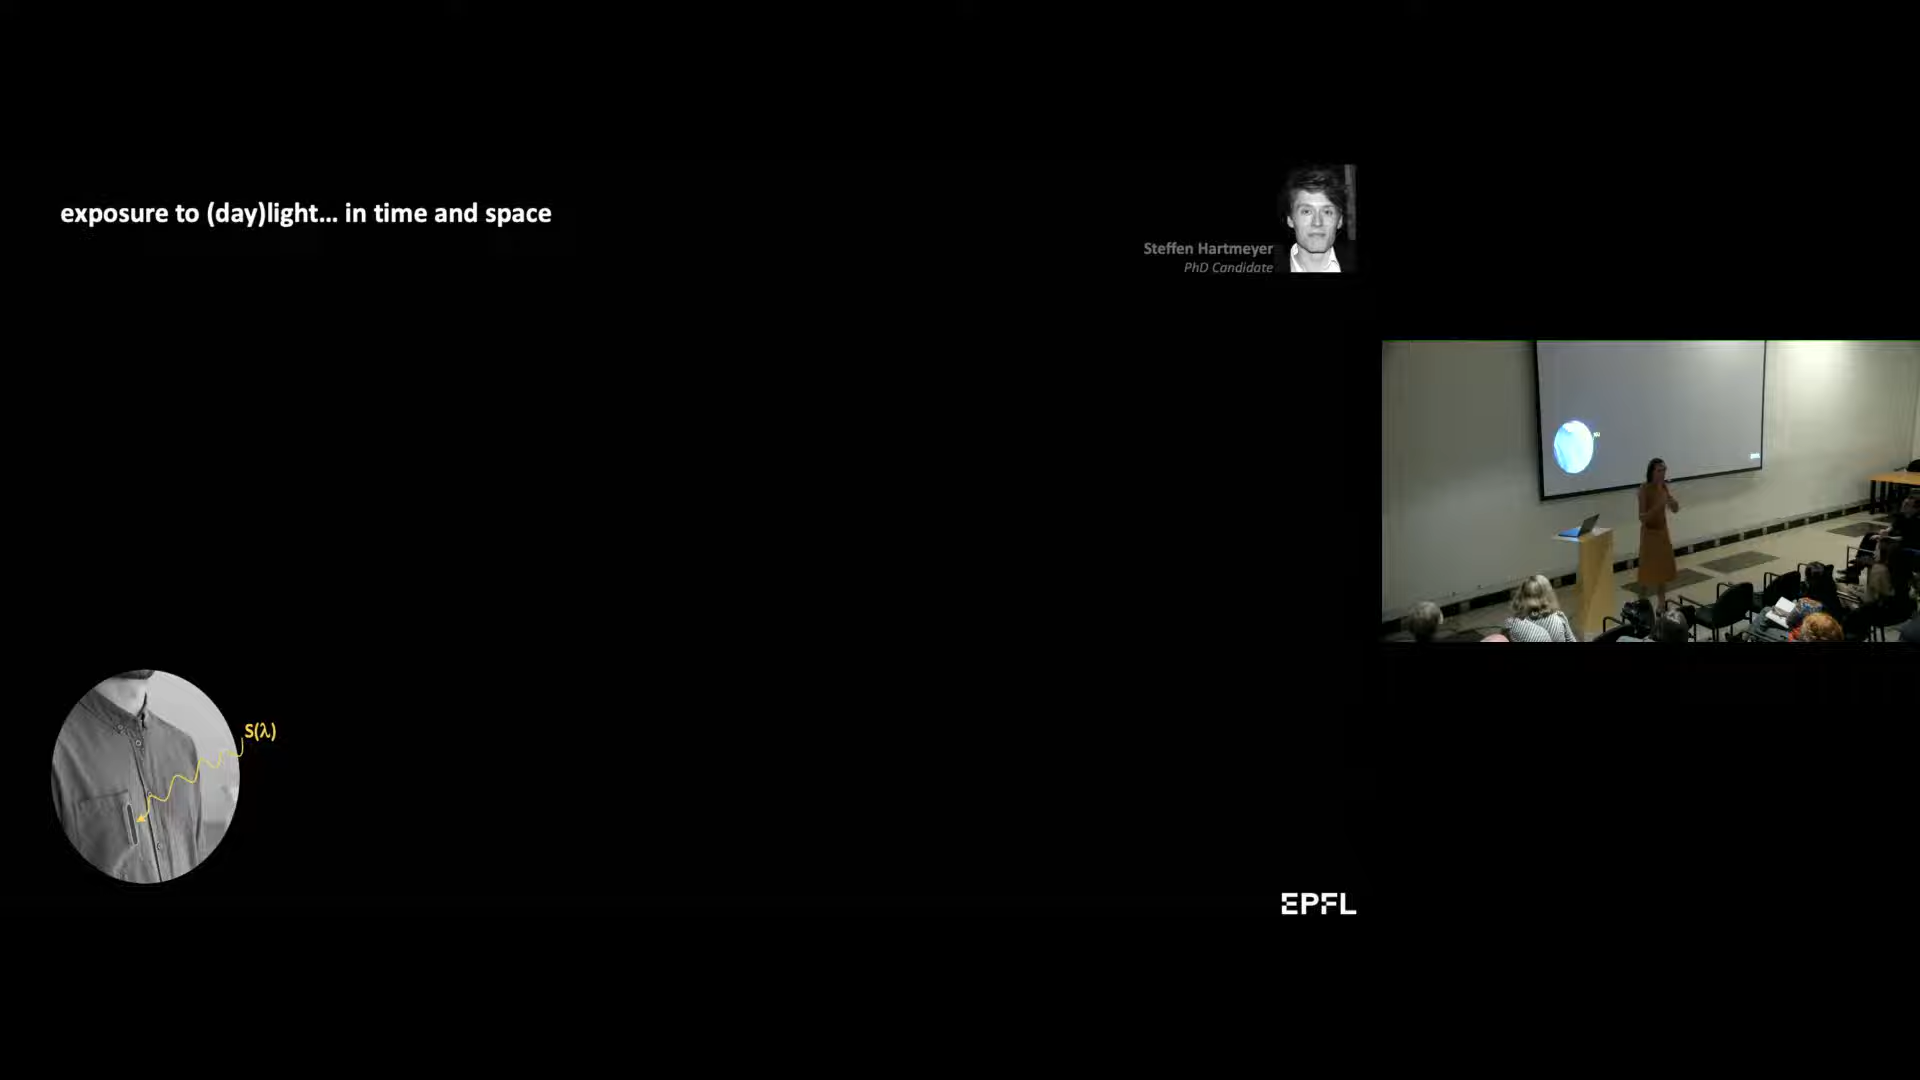 exposure to (day)light... in time and space
Steffen Hartmeyer
PhD Candidate
S(λ)
EPFL